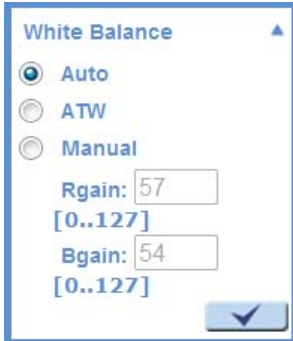 White Balance
Auto
ATW
Manual
Rgain: 57
[0..127]
Bgain: 54
[0..127]